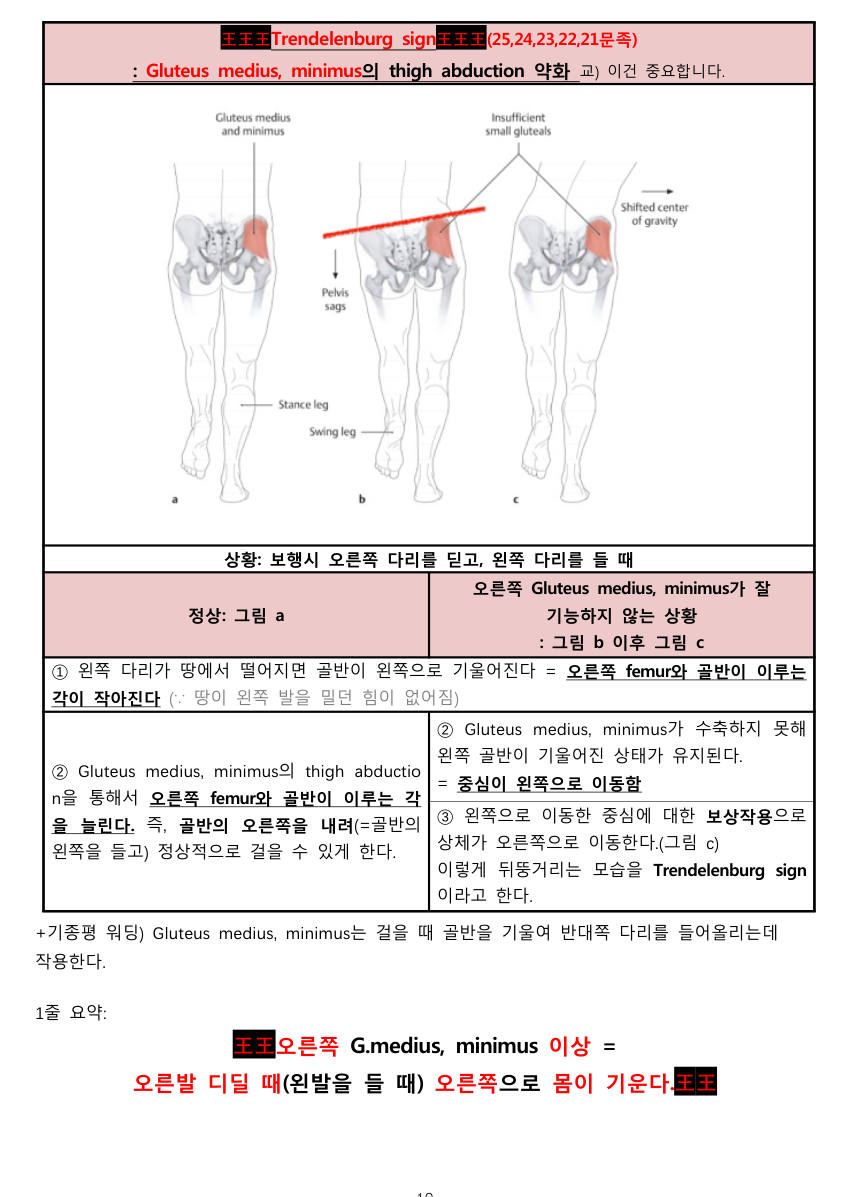 王王王Trendelenburg sign王王王(25,24,23,22,21문족)
: Gluteus medius, minimus의 thigh abduction 약화 교) 이건 중요합니다.
Gluteus medius
and minimus
Insufficient
small gluteals
Shifted center
of gravity
Pelvis
sags
Stance leg
Swing leg
a
b
c
상황: 보행시 오른쪽 다리를 딛고, 왼쪽 다리를 들 때
정상: 그림 a
오른쪽 Gluteus medius, minimus가 잘
기능하지 않는 상황
: 그림 b 이후 그림 c
① 왼쪽 다리가 땅에서 떨어지면 골반이 왼쪽으로 기울어진다 = 오른쪽 femur와 골반이 이루는
각이 작아진다 (∵ 땅이 왼쪽 발을 밀던 힘이 없어짐)
② Gluteus medius, minimus의 thigh abductio
n을 통해서 오른쪽 femur와 골반이 이루는 각
을 늘린다. 즉, 골반의 오른쪽을 내려(=골반의
왼쪽을 들고) 정상적으로 걸을 수 있게 한다.
② Gluteus medius, minimus가 수축하지 못해
왼쪽 골반이 기울어진 상태가 유지된다.
= 중심이 왼쪽으로 이동함
③ 왼쪽으로 이동한 중심에 대한 보상작용으로
상체가 오른쪽으로 이동한다.(그림 c)
이렇게 뒤뚱거리는 모습을 Trendelenburg sign
이라고 한다.
+기종평 워딩) Gluteus medius, minimus는 걸을 때 골반을 기울여 반대쪽 다리를 들어올리는데
작용한다.
1줄 요약:
王王오른쪽 G.medius, minimus 이상 =
오른발 디딜 때(왼발을 들 때) 오른쪽으로 몸이 기운다.王王